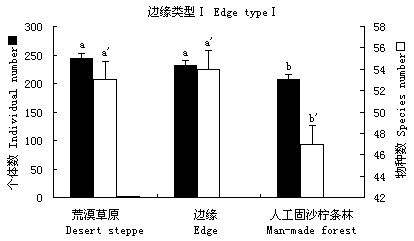 边缘类型Ⅰ Edge typeⅠ
个体数■ Individual number
300
250
200
150
100
50
0
a a′
a a′
b b′
58
56
54
52
50
48
46
44
42
物种数□ Species number
荒漠草原 边缘 人工固沙柠条林
Desert steppe Edge Man-made forest